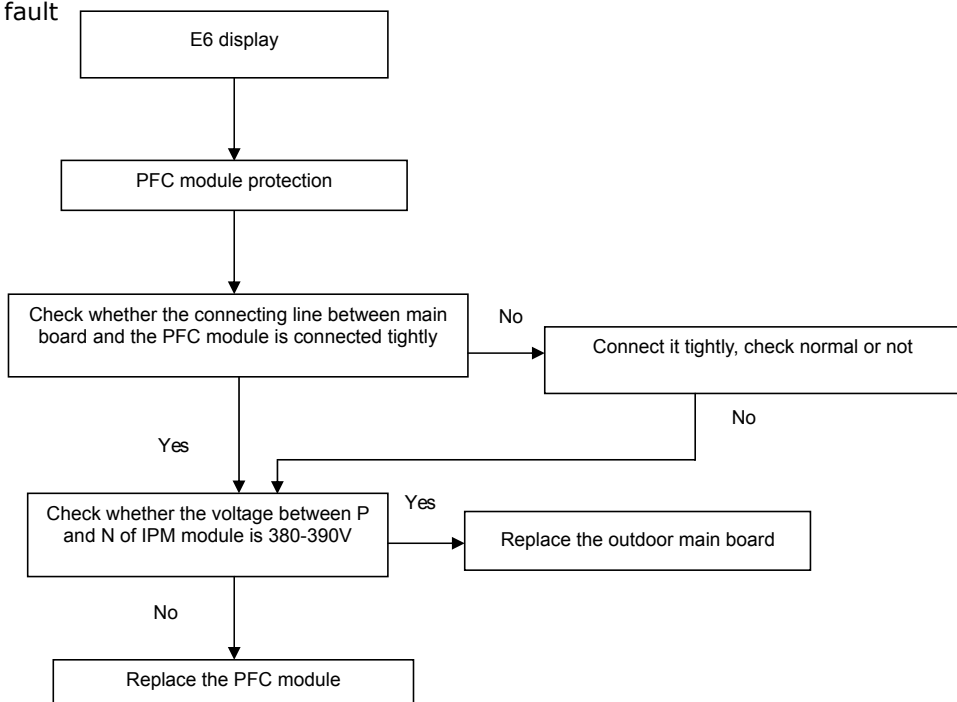 fault
E6 display
PFC module protection
Check whether the connecting line between main
board and the PFC module is connected tightly
No
Connect it tightly, check normal or not
No
Yes
Check whether the voltage between P
and N of IPM module is 380-390V
Yes
Replace the outdoor main board
No
Replace the PFC module